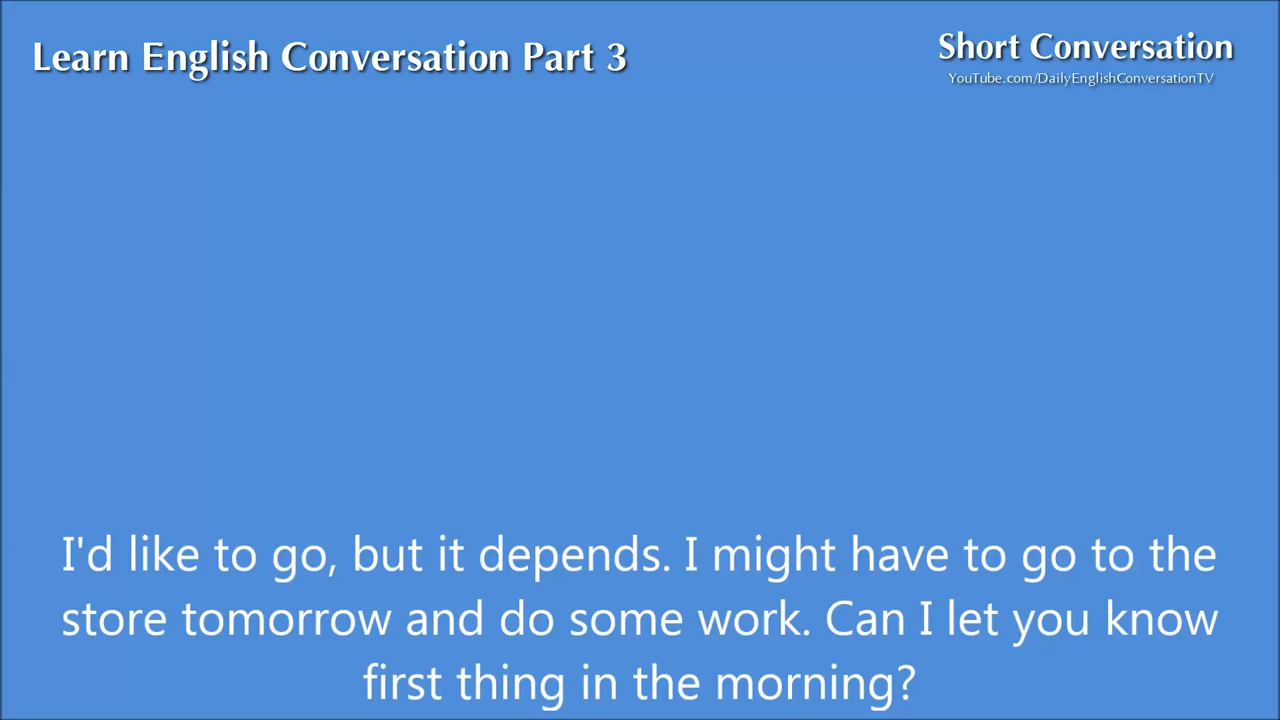 Learn English Conversation Part 3
Short Conversation
YouTube.com/DailyEnglishConversationTV
I'd like to go, but it depends. I might have to go to the
store tomorrow and do some work. Can I let you know
first thing in the morning?